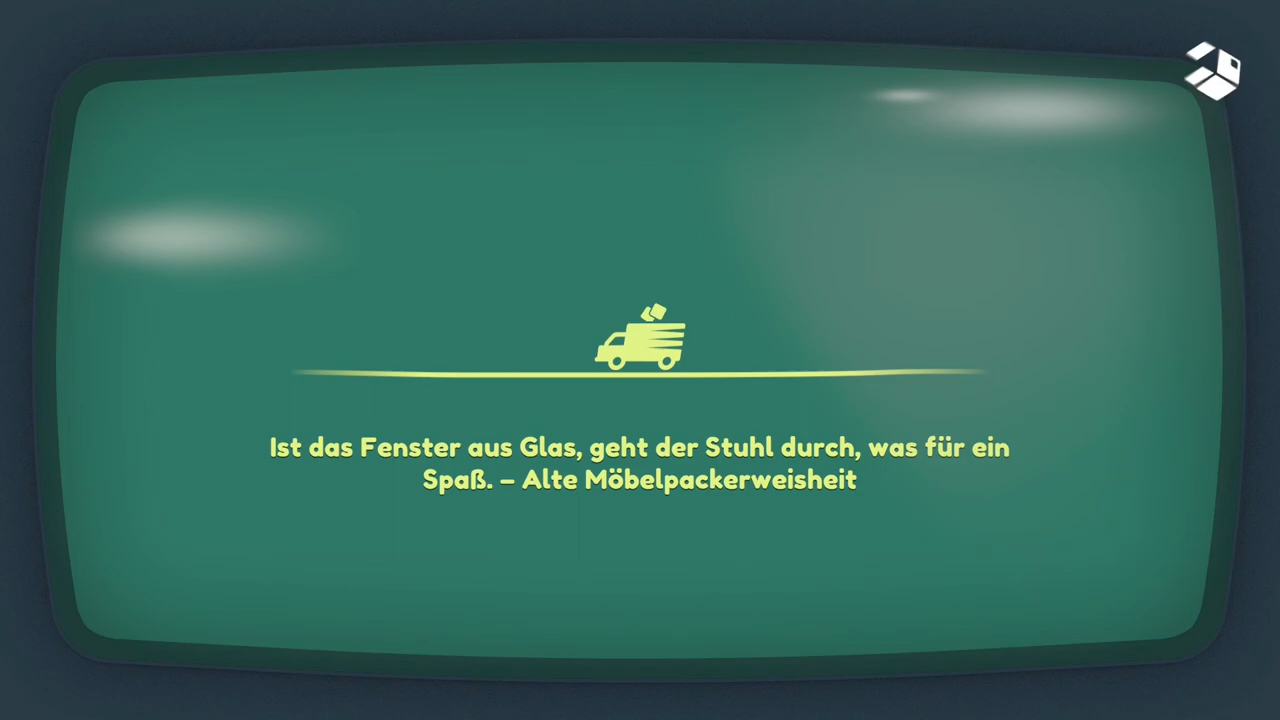 Ist das Fenster aus Glas, geht der Stuhl durch, was für ein
Spaß. – Alte Möbelpackerweisheit